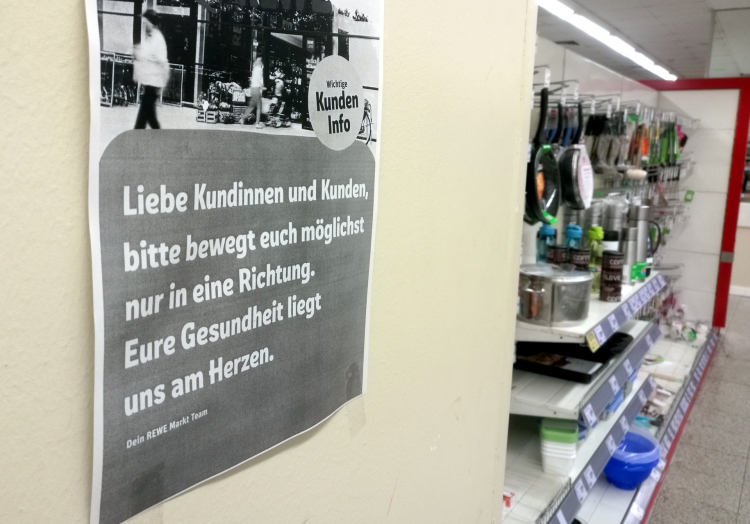 Wichtige
Kunden
Info
Liebe Kundinnen und Kunden,
bitte bewegt euch möglichst
nur in eine Richtung.
Eure Gesundheit liegt
uns am Herzen.
Dein REWE Markt Team